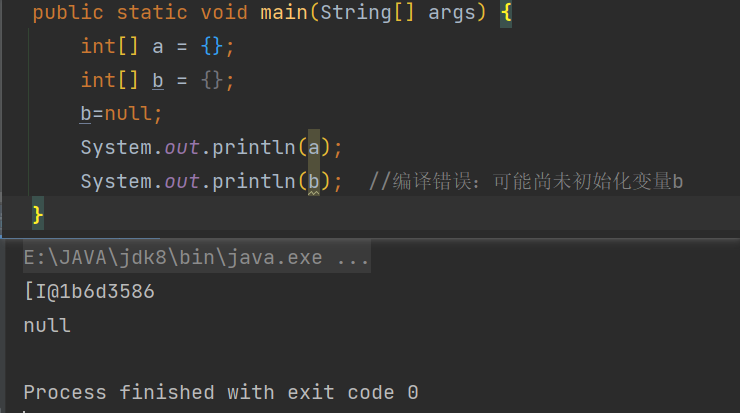 public static void main(String[] args) {
int[] a = {};
int[] b = {};
b=null;
System.out.println(a);
System.out.println(b);  //编译错误：可能尚未初始化变量b
}
E:\JAVA\jdk8\bin\java.exe ...
[I@1b6d3586
null
Process finished with exit code 0